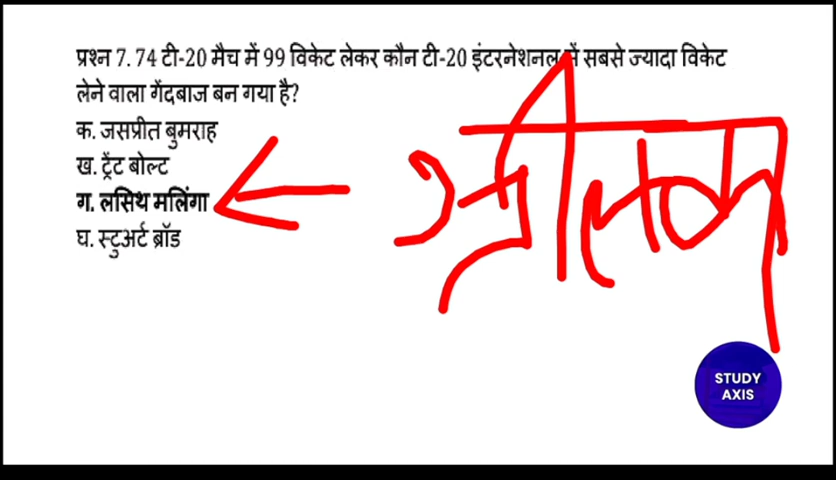 प्रश्न 7. 74 टी-20 मैच में 99 विकेट लेकर कौन टी-20 इंटरनेशनल में सबसे ज्यादा विकेट
लेने वाला गेंदबाज बन गया है?
क. जसप्रीत बुमराह
ख. ट्रेंट बोल्ट
ग. लसिथ मलिंगा
घ. स्टुअर्ट ब्रॉड
STUDY
AXIS